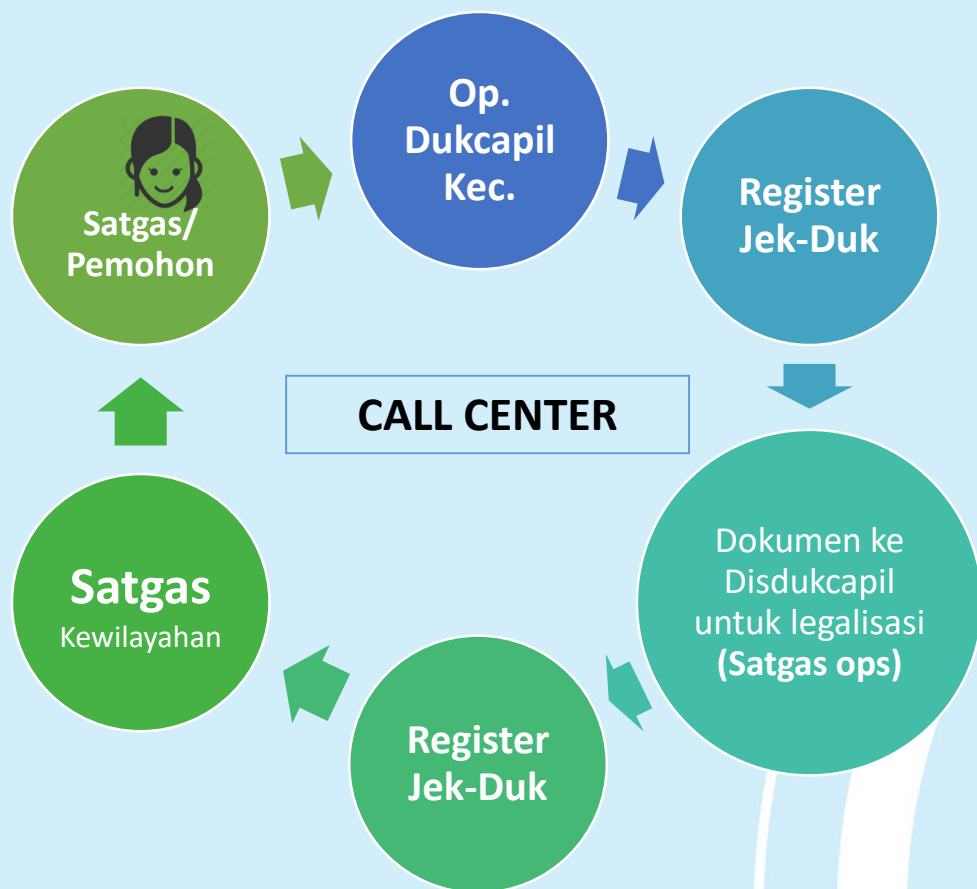 Satgas/
Pemohon
Op.
Dukcapil
Kec.
Register
Jek-Duk
CALL CENTER
Dokumen ke
Disdukcapil
untuk legalisasi
(Satgas ops)
Register
Jek-Duk
Satgas
Kewilayahan